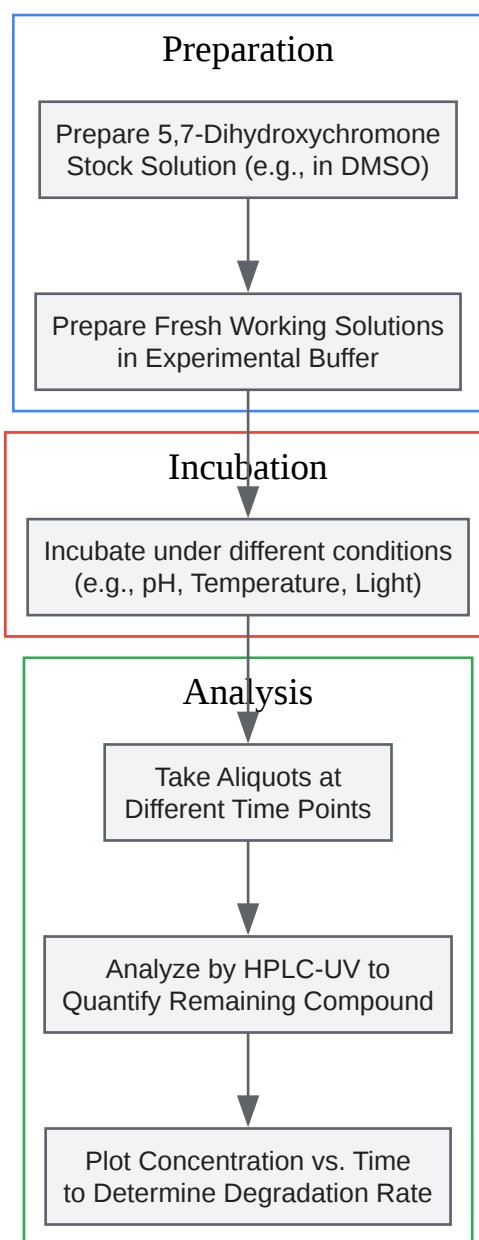 Preparation
Prepare 5,7-Dihydroxychromone
Stock Solution (e.g., in DMSO)
Prepare Fresh Working Solutions
in Experimental Buffer
Incubation
Incubate under different conditions
(e.g., pH, Temperature, Light)
Analysis
Take Aliquots at
Different Time Points
Analyze by HPLC-UV to
Quantify Remaining Compound
Plot Concentration vs. Time
to Determine Degradation Rate